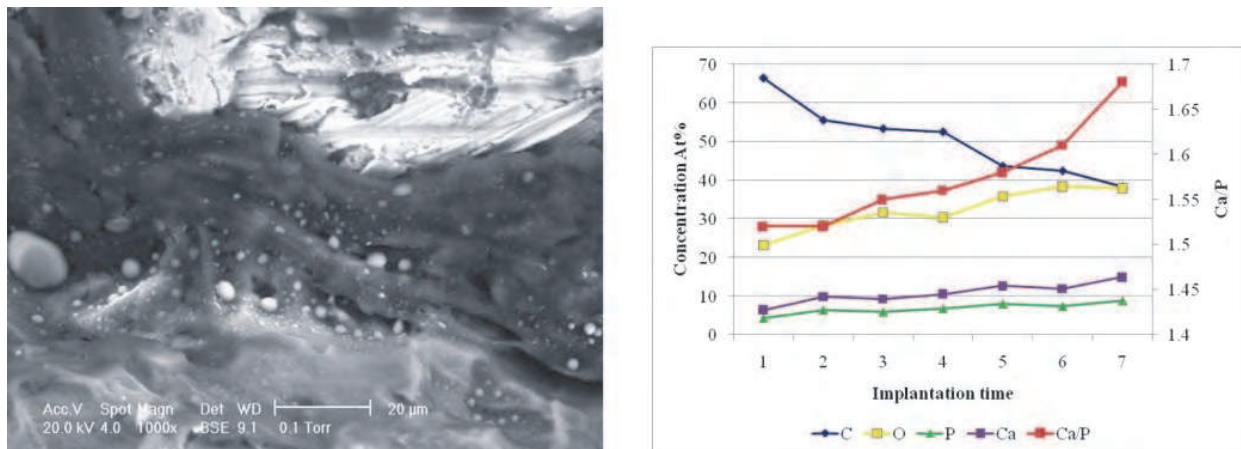 Acc.V Spot Magn Det WD 20 µm
20.0 kV 4.0 1000x BSE 9.1 0.1 Torr
Concentration At%
70
60
50
40
30
20
10
0
1 2 3 4 5 6 7
Implantation time
1.7
1.65
1.6
1.55
1.5
1.45
1.4
Ca/P
C O P Ca Ca/P